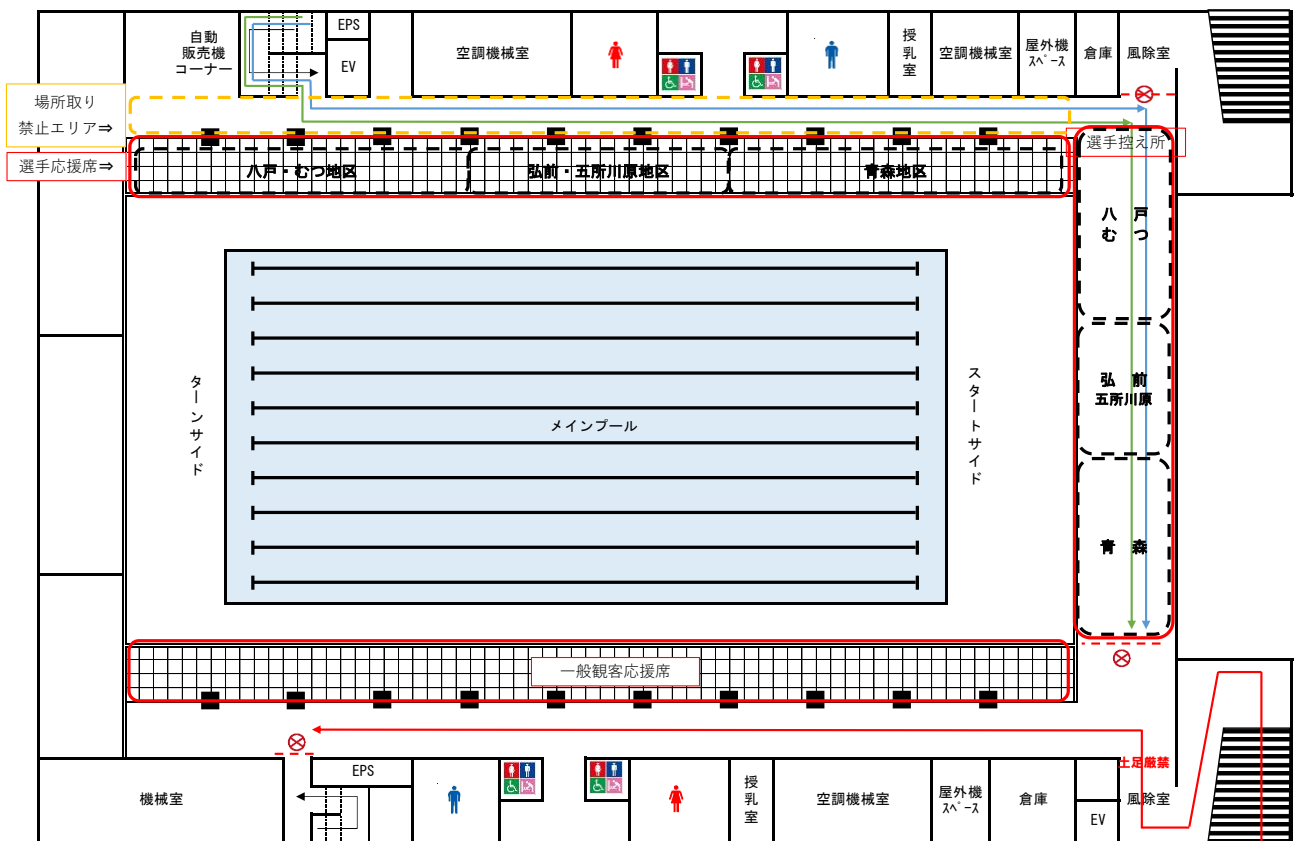 自動
販売機
コーナー
EPS
EV
空調機械室
授
乳
室
空調機械室
屋外機
ｽﾍﾟｰｽ
倉庫
風除室
場所取り
禁止エリア⇒
選手応援席⇒
八戸・むつ地区
弘前・五所川原地区
青森地区
選手控え所
八　戸
む　つ
弘　前
五所川原
青　森
ターンサイド
メインプール
スタートサイド
一般観客応援席
土足厳禁
機械室
EPS
授
乳
室
空調機械室
屋外機
ｽﾍﾟｰｽ
倉庫
EV
風除室